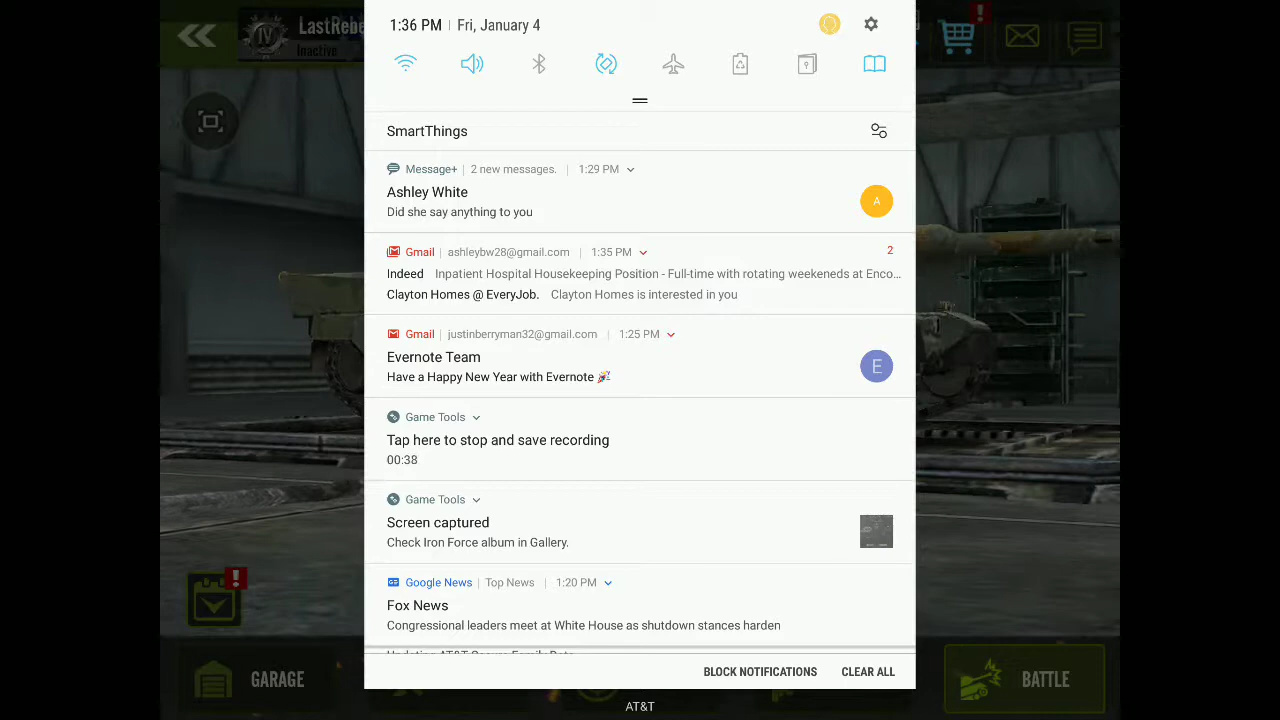 1:36 PM | Fri, January 4
LastRebe
IV
Inactive
SmartThings
Message+ | 2 new messages. | 1:29 PM
Ashley White
Did she say anything to you
A
Gmail | ashleybw28@gmail.com | 1:35 PM
2
Indeed Inpatient Hospital Housekeeping Position - Full-time with rotating weekeneds at Enco...
Clayton Homes @ EveryJob. Clayton Homes is interested in you
Gmail | justinberryman32@gmail.com | 1:25 PM
Evernote Team
Have a Happy New Year with Evernote 🎉
E
Game Tools
Tap here to stop and save recording
00:38
Game Tools
Screen captured
Check Iron Force album in Gallery.
Google News | Top News | 1:20 PM
Fox News
Congressional leaders meet at White House as shutdown stances harden
BLOCK NOTIFICATIONS CLEAR ALL
GARAGE
BATTLE
AT&T